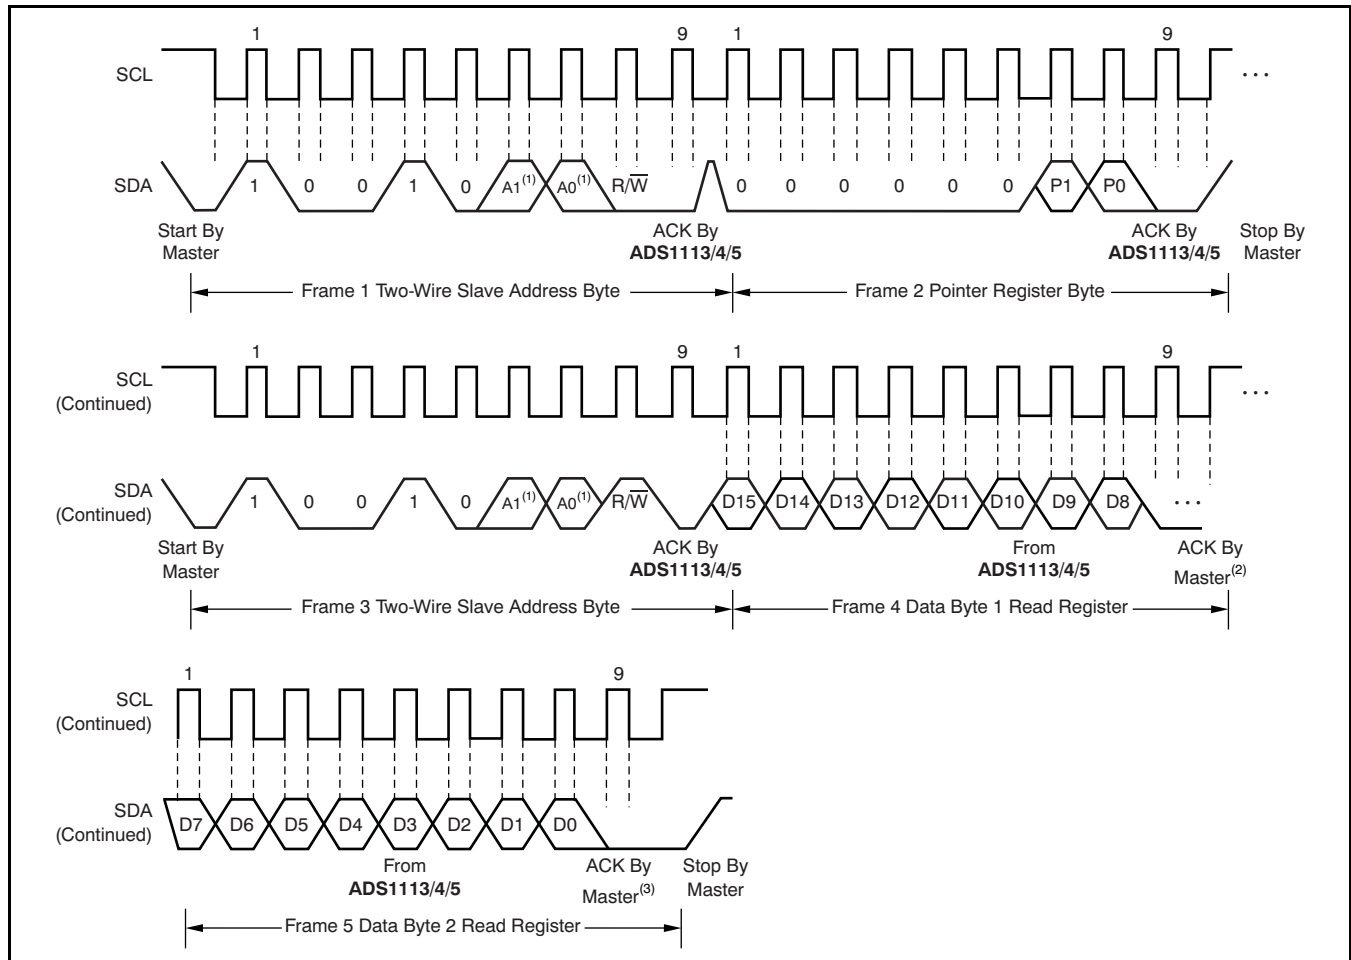 1 9 1 9
SCL ...
SDA 1 0 0 1 0 A1(1) A0(1) R/W 0 0 0 0 0 0 P1 P0
Start By Master
ACK By ADS1113/4/5
ACK By ADS1113/4/5
Stop By Master
Frame 1 Two-Wire Slave Address Byte
Frame 2 Pointer Register Byte
1 9 1 9
SCL (Continued) ...
SDA (Continued) 1 0 0 1 0 A1(1) A0(1) R/W D15 D14 D13 D12 D11 D10 D9 D8 ...
Start By Master
ACK By ADS1113/4/5
From ADS1113/4/5
ACK By Master(2)
Frame 3 Two-Wire Slave Address Byte
Frame 4 Data Byte 1 Read Register
1 9
SCL (Continued)
SDA (Continued) D7 D6 D5 D4 D3 D2 D1 D0
From ADS1113/4/5
ACK By Master(3)
Stop By Master
Frame 5 Data Byte 2 Read Register